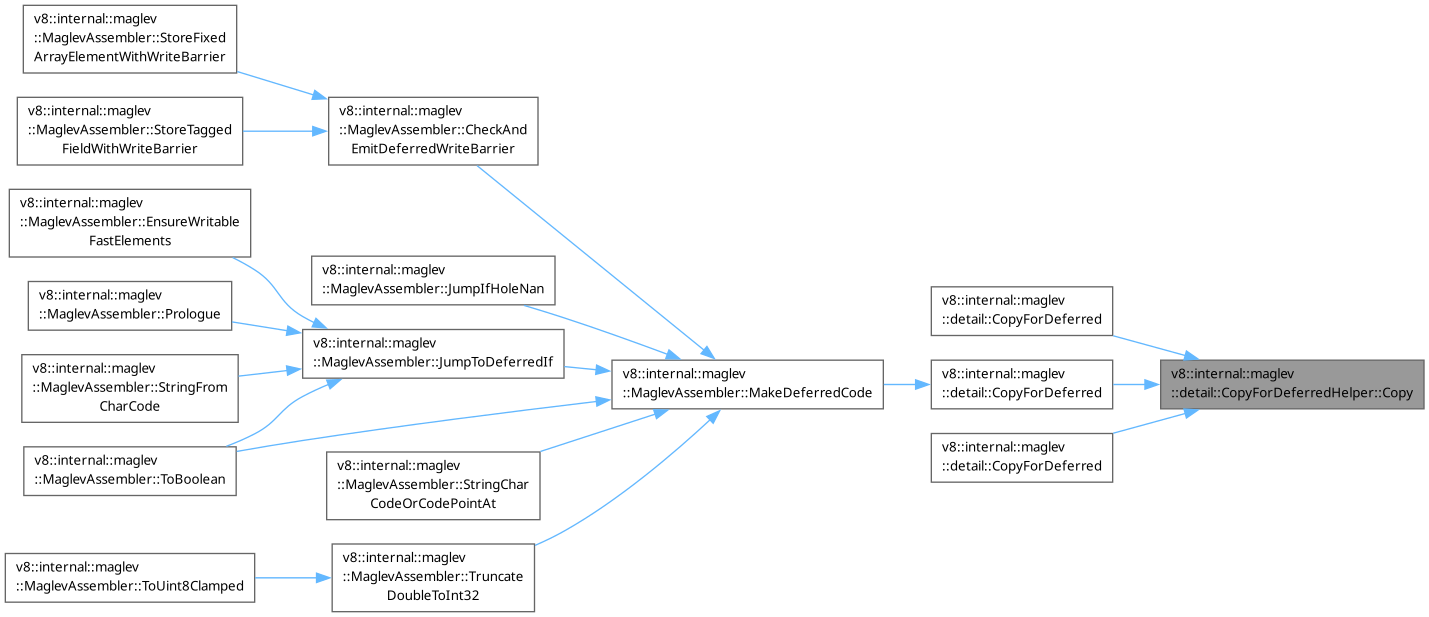 v8::internal::maglev
::MaglevAssembler::StoreFixed
ArrayElementWithWriteBarrier
v8::internal::maglev
::MaglevAssembler::StoreTagged
FieldWithWriteBarrier
v8::internal::maglev
::MaglevAssembler::CheckAnd
EmitDeferredWriteBarrier
v8::internal::maglev
::MaglevAssembler::EnsureWritable
FastElements
v8::internal::maglev
::MaglevAssembler::JumpIfHoleNan
v8::internal::maglev
::MaglevAssembler::Prologue
v8::internal::maglev
::MaglevAssembler::JumpToDeferredIf
v8::internal::maglev
::MaglevAssembler::StringFrom
CharCode
v8::internal::maglev
::MaglevAssembler::ToBoolean
v8::internal::maglev
::MaglevAssembler::StringChar
CodeOrCodePointAt
v8::internal::maglev
::MaglevAssembler::ToUint8Clamped
v8::internal::maglev
::MaglevAssembler::Truncate
DoubleToInt32
v8::internal::maglev
::MaglevAssembler::MakeDeferredCode
v8::internal::maglev
::detail::CopyForDeferred
v8::internal::maglev
::detail::CopyForDeferred
v8::internal::maglev
::detail::CopyForDeferred
v8::internal::maglev
::detail::CopyForDeferredHelper::Copy